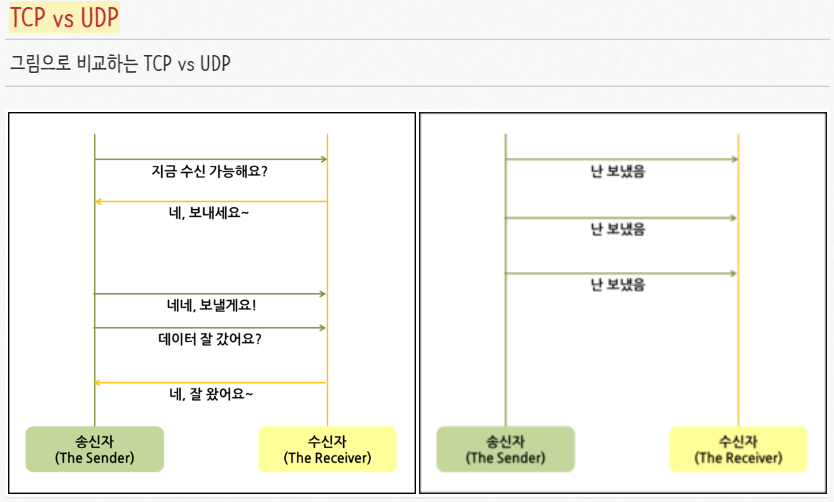 TCP vs UDP
그림으로 비교하는 TCP vs UDP
지금 수신 가능해요?
네, 보내세요~
네네, 보낼게요!
데이터 잘 갔어요?
네, 잘 왔어요~
송신자
(The Sender)
수신자
(The Receiver)
난 보냈음
난 보냈음
난 보냈음
송신자
(The Sender)
수신자
(The Receiver)